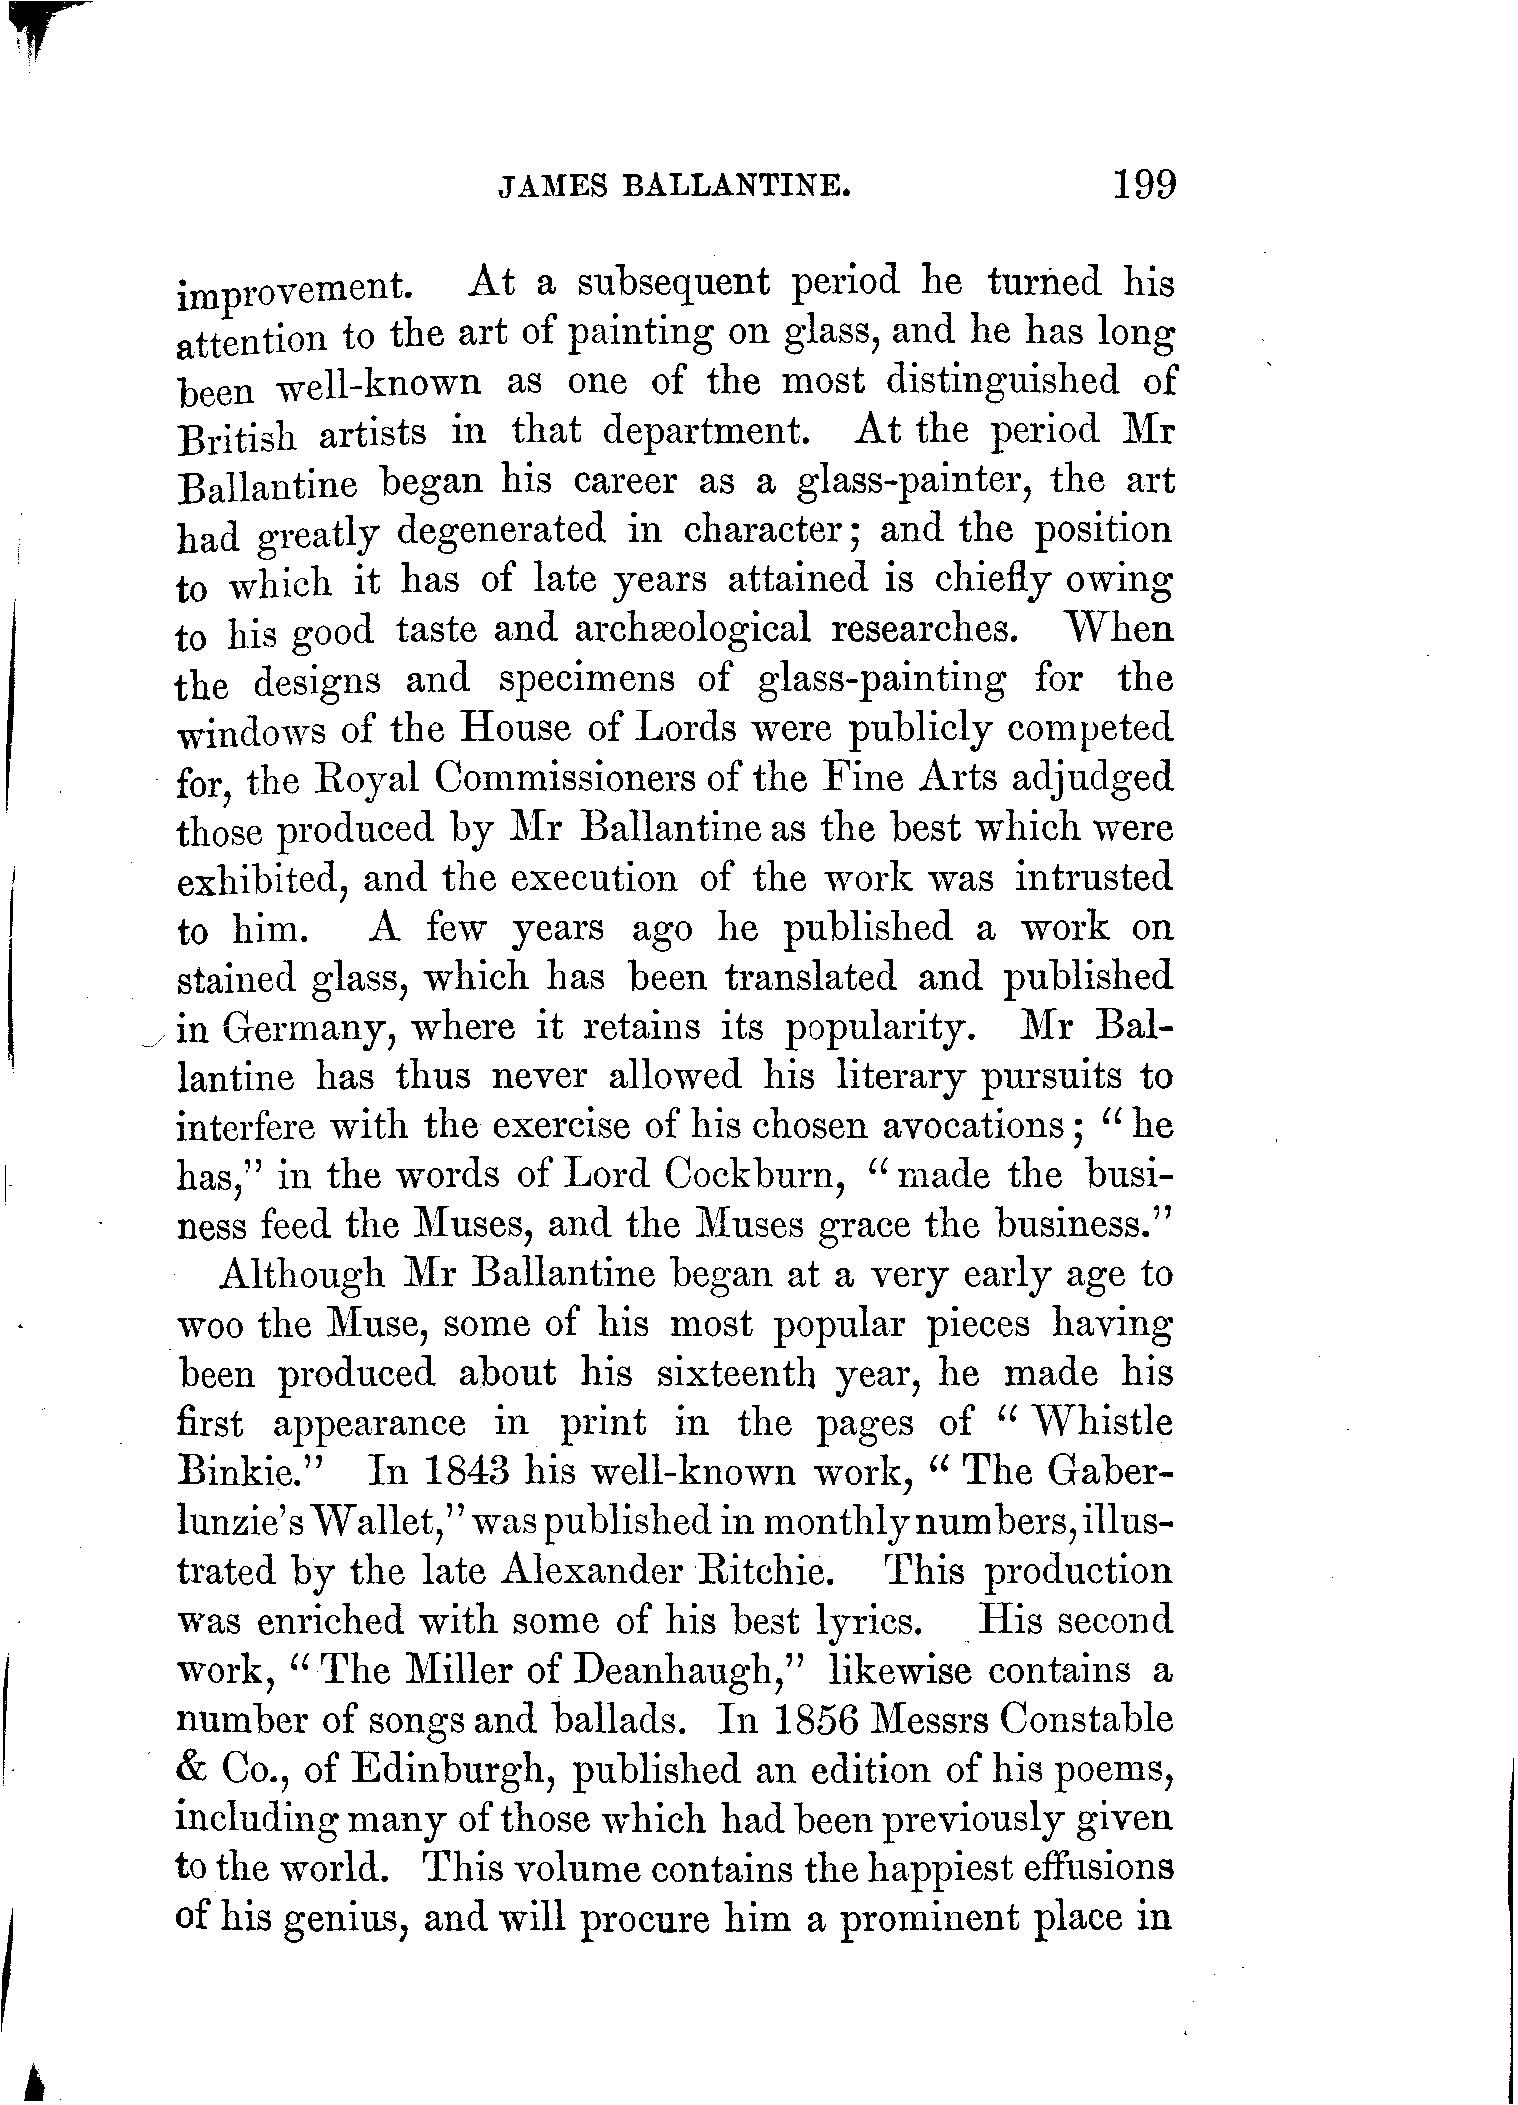 JAMES BALLANTINE. 199
improvement. At a subsequent period he turned his
attention to the art of painting on glass, and he has long
been well-known as one of the most distinguished of
British artists in that department. At the period Mr
Ballantine began his career as a glass-painter, the art
had greatly degenerated in character; and the position
to which it has of late years attained is chiefly owing
to his good taste and archæological researches. When
the designs and specimens of glass-painting for the
windows of the House of Lords were publicly competed
for, the Royal Commissioners of the Fine Arts adjudged
those produced by Mr Ballantine as the best which were
exhibited, and the execution of the work was intrusted
to him. A few years ago he published a work on
stained glass, which has been translated and published
in Germany, where it retains its popularity. Mr Bal-
lantine has thus never allowed his literary pursuits to
interfere with the exercise of his chosen avocations; "he
has," in the words of Lord Cockburn, "made the busi-
ness feed the Muses, and the Muses grace the business."
Although Mr Ballantine began at a very early age to
woo the Muse, some of his most popular pieces having
been produced about his sixteenth year, he made his
first appearance in print in the pages of "Whistle
Binkie." In 1843 his well-known work, "The Gaber-
lunzie's Wallet," was published in monthly numbers, illus-
trated by the late Alexander Ritchie. This production
was enriched with some of his best lyrics. His second
work, "The Miller of Deanhaugh," likewise contains a
number of songs and ballads. In 1856 Messrs Constable
& Co., of Edinburgh, published an edition of his poems,
including many of those which had been previously given
to the world. This volume contains the happiest effusions
of his genius, and will procure him a prominent place in